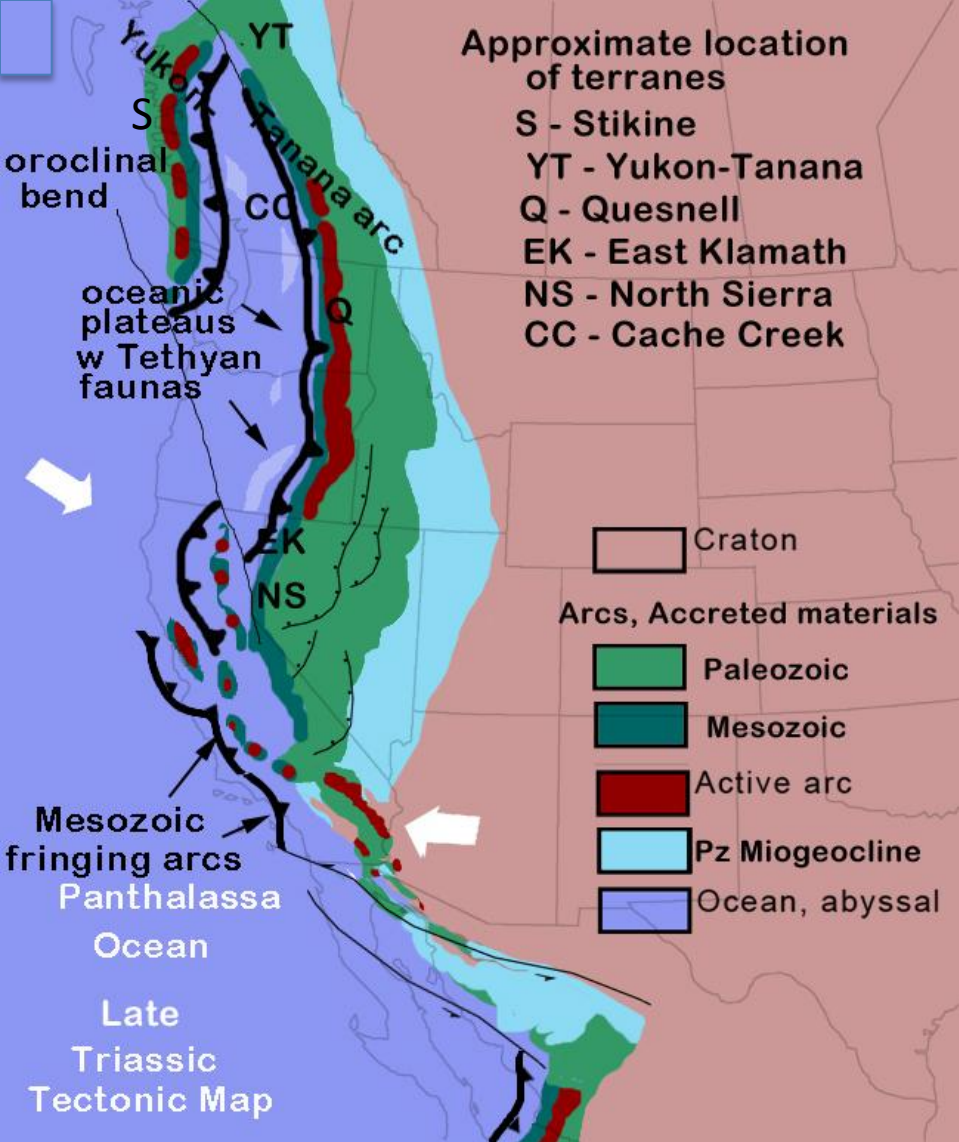 YT
Yukon
Tanana arc
S
oroclinal
bend
CC
oceanic
plateaus
w Tethyan
faunas
Q
EK
NS
Mesozoic
fringing arcs
Panthalassa
Ocean
Late
Triassic
Tectonic Map
Approximate location
of terranes
S - Stikine
YT - Yukon-Tanana
Q - Quesnell
EK - East Klamath
NS - North Sierra
CC - Cache Creek
Craton
Arcs, Accreted materials
Paleozoic
Mesozoic
Active arc
Pz Miogeocline
Ocean, abyssal